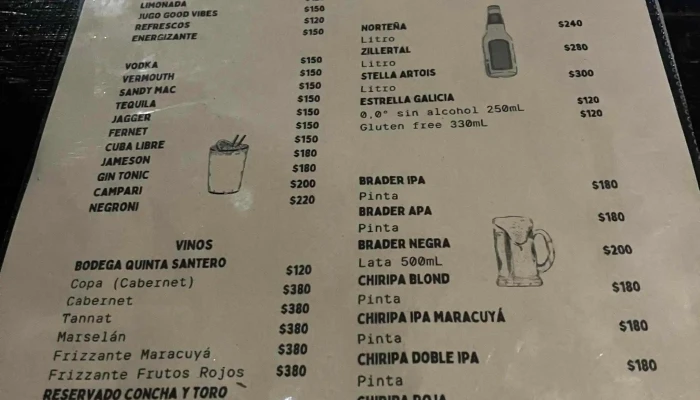 LIMONADA
JUGO GOOD VIBES $150
REFRESCOS $120
ENERGIZANTE $150
VODKA $150
VERMOUTH $150
SANDY MAC $150
TEQUILA $150
JAGGER $150
FERNET $150
CUBA LIBRE $150
JAMESON $180
GIN TONIC $180
CAMPARI $200
NEGRONI $220
VINOS
BODEGA QUINTA SANTERO
Copa (Cabernet) $120
Cabernet $380
Tannat $380
Marselán $380
Frizzante Maracuyá $380
Frizzante Frutos Rojos $380
RESERVADO CONCHA Y TORO
NORTEÑA $240
Litro
ZILLERTAL $280
Litro
STELLA ARTOIS $300
Litro
ESTRELLA GALICIA
0,0° sin alcohol 250mL $120
Gluten free 330mL $120
BRADER IPA $180
Pinta
BRADER APA $180
Pinta
BRADER NEGRA $200
Lata 500mL
CHIRIPA BLOND $180
Pinta
CHIRIPA IPA MARACUYÁ $180
Pinta
CHIRIPA DOBLE IPA $180
Pinta
CHIRIPA ROJA